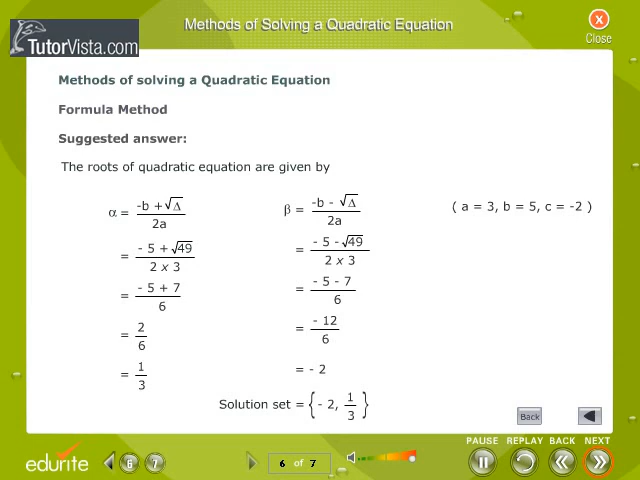 Methods of Solving a Quadratic Equation
TutorVista.com
Close
Methods of solving a Quadratic Equation
Formula Method
Suggested answer:
The roots of quadratic equation are given by
α = (-b + √Δ) / 2a    β = (-b - √Δ) / 2a    ( a = 3, b = 5, c = -2 )
= (- 5 + √49) / (2 x 3)    = (- 5 - √49) / (2 x 3)
= (- 5 + 7) / 6    = (- 5 - 7) / 6
= 2 / 6    = - 12 / 6
= 1 / 3    = - 2
Solution set = { - 2, 1/3 }
Back
PAUSE REPLAY BACK NEXT
edurite 6 7 6 of 7